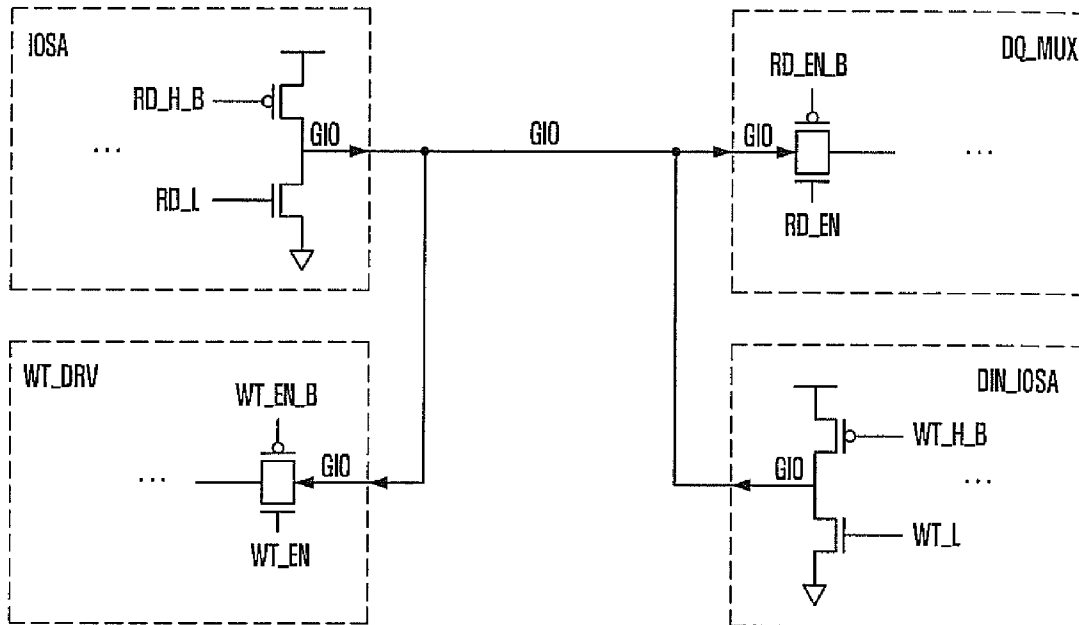 IOSA
RD_H_B
GIO
...
RD_L
GIO
DQ_MUX
RD_EN_B
GIO
...
RD_EN
WT_DRV
WT_EN_B
GIO
...
WT_EN
DIN_IOSA
WT_H_B
GIO
...
WT_L